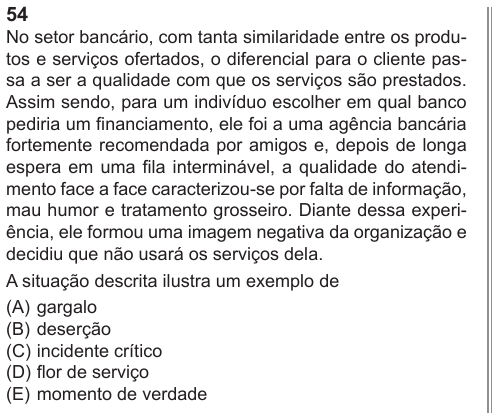 54
No setor bancário, com tanta similaridade entre os produ-
tos e serviços ofertados, o diferencial para o cliente pas-
sa a ser a qualidade com que os serviços são prestados.
Assim sendo, para um indivíduo escolher em qual banco
pediria um financiamento, ele foi a uma agência bancária
fortemente recomendada por amigos e, depois de longa
espera em uma fila interminável, a qualidade do atendi-
mento face a face caracterizou-se por falta de informação,
mau humor e tratamento grosseiro. Diante dessa experi-
ência, ele formou uma imagem negativa da organização e
decidiu que não usará os serviços dela.
A situação descrita ilustra um exemplo de
(A) gargalo
(B) deserção
(C) incidente crítico
(D) flor de serviço
(E) momento de verdade